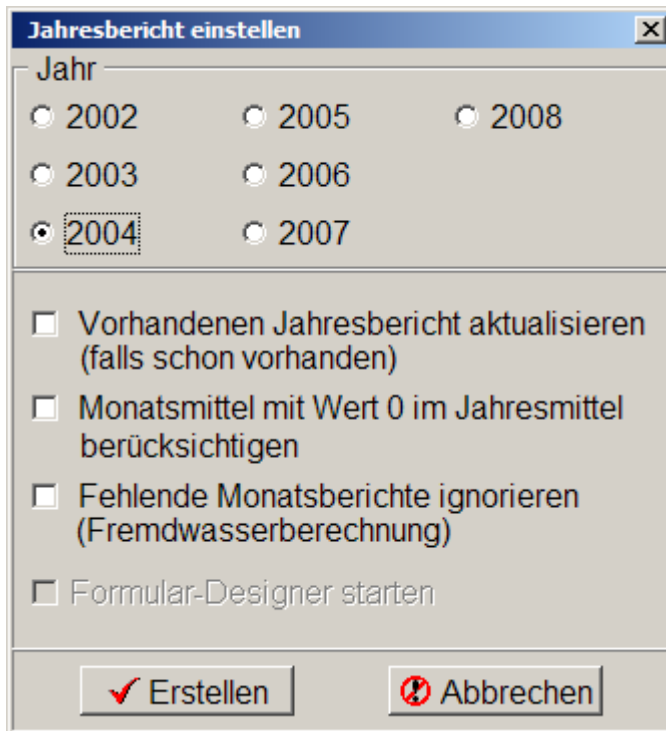 Jahresbericht einstellen
Jahr
2002 2005 2008
2003 2006
2004 2007
Vorhandenen Jahresbericht aktualisieren
(falls schon vorhanden)
Monatsmittel mit Wert 0 im Jahresmittel
berücksichtigen
Fehlende Monatsberichte ignorieren
(Fremdwasserberechnung)
Formular-Designer starten
Erstellen Abbrechen